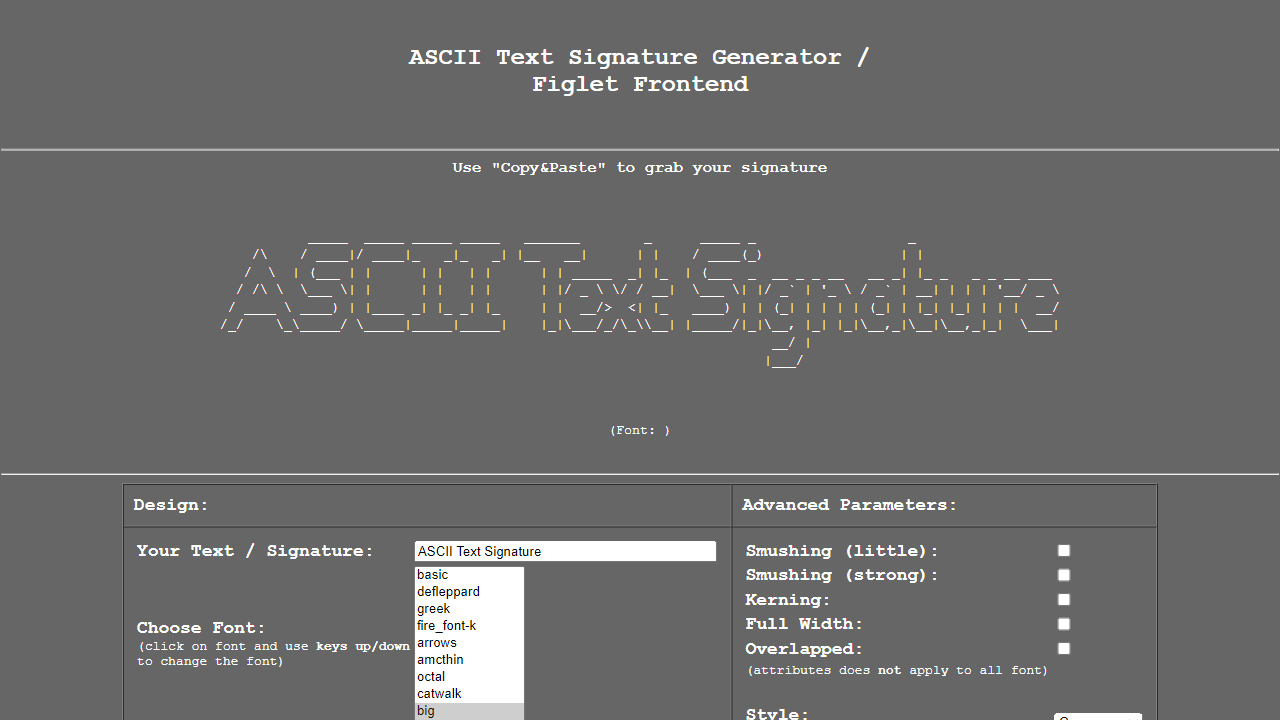 ASCII Text Signature Generator /
Figlet Frontend
Use "Copy&Paste" to grab your signature
ASCII Text Signature
(Font: )
Design:
Advanced Parameters:
Your Text / Signature:
ASCII Text Signature
Smushing (little):
Smushing (strong):
Kerning:
Full Width:
Overlapped:
(attributes does not apply to all font)
Choose Font:
(click on font and use keys up/down
to change the font)
basic
defleppard
greek
fire_font-k
arrows
amcthin
octal
catwalk
big
Style: